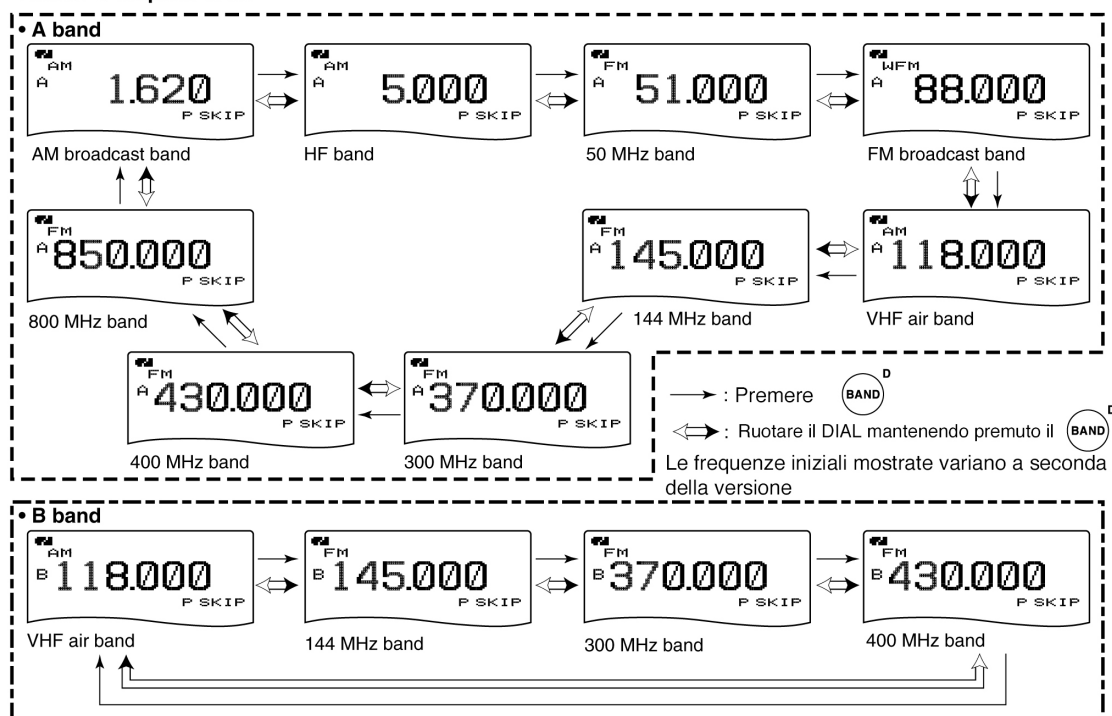 • A band
AM
A 1.620
P SKIP
AM broadcast band
AM
A 5.000
P SKIP
HF band
FM
A 51.000
P SKIP
50 MHz band
WFM
A 88.000
P SKIP
FM broadcast band
FM
A 850.000
P SKIP
800 MHz band
FM
A 145.000
P SKIP
144 MHz band
AM
A 118.000
P SKIP
VHF air band
FM
A 430.000
P SKIP
400 MHz band
FM
A 370.000
P SKIP
300 MHz band
: Premere BAND D
: Ruotare il DIAL mantenendo premuto il BAND D
Le frequenze iniziali mostrate variano a seconda
della versione
• B band
AM
B 118.000
P SKIP
VHF air band
FM
B 145.000
P SKIP
144 MHz band
FM
B 370.000
P SKIP
300 MHz band
FM
B 430.000
P SKIP
400 MHz band